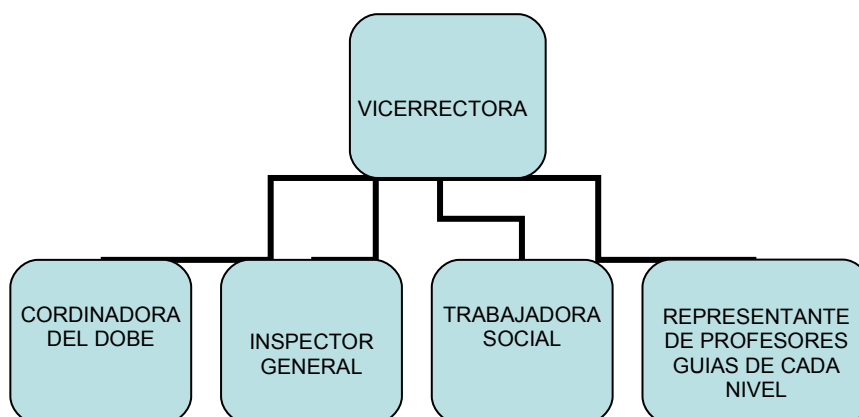 VICERRECTORA
CORDINADORA
DEL DOBE
INSPECTOR
GENERAL
TRABAJADORA
SOCIAL
REPRESENTANTE
DE PROFESORES
GUIAS DE CADA
NIVEL